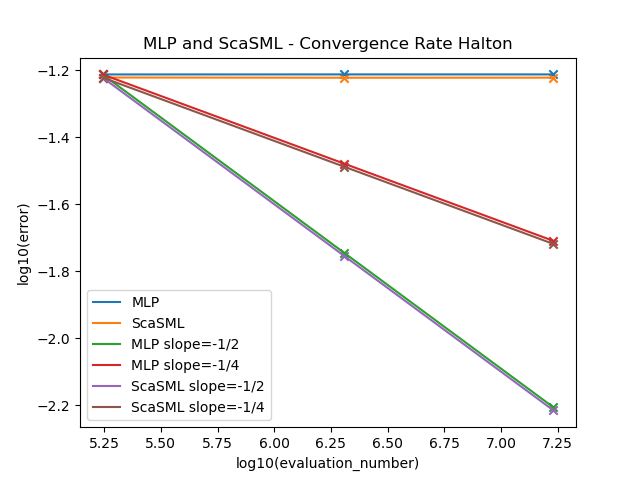 MLP and ScaSML - Convergence Rate Halton
−1.2
−1.4
−1.6
−1.8
−2.0
−2.2
log10(error)
MLP
ScaSML
MLP slope=-1/2
MLP slope=-1/4
ScaSML slope=-1/2
ScaSML slope=-1/4
5.25 5.50 5.75 6.00 6.25 6.50 6.75 7.00 7.25
log10(evaluation_number)